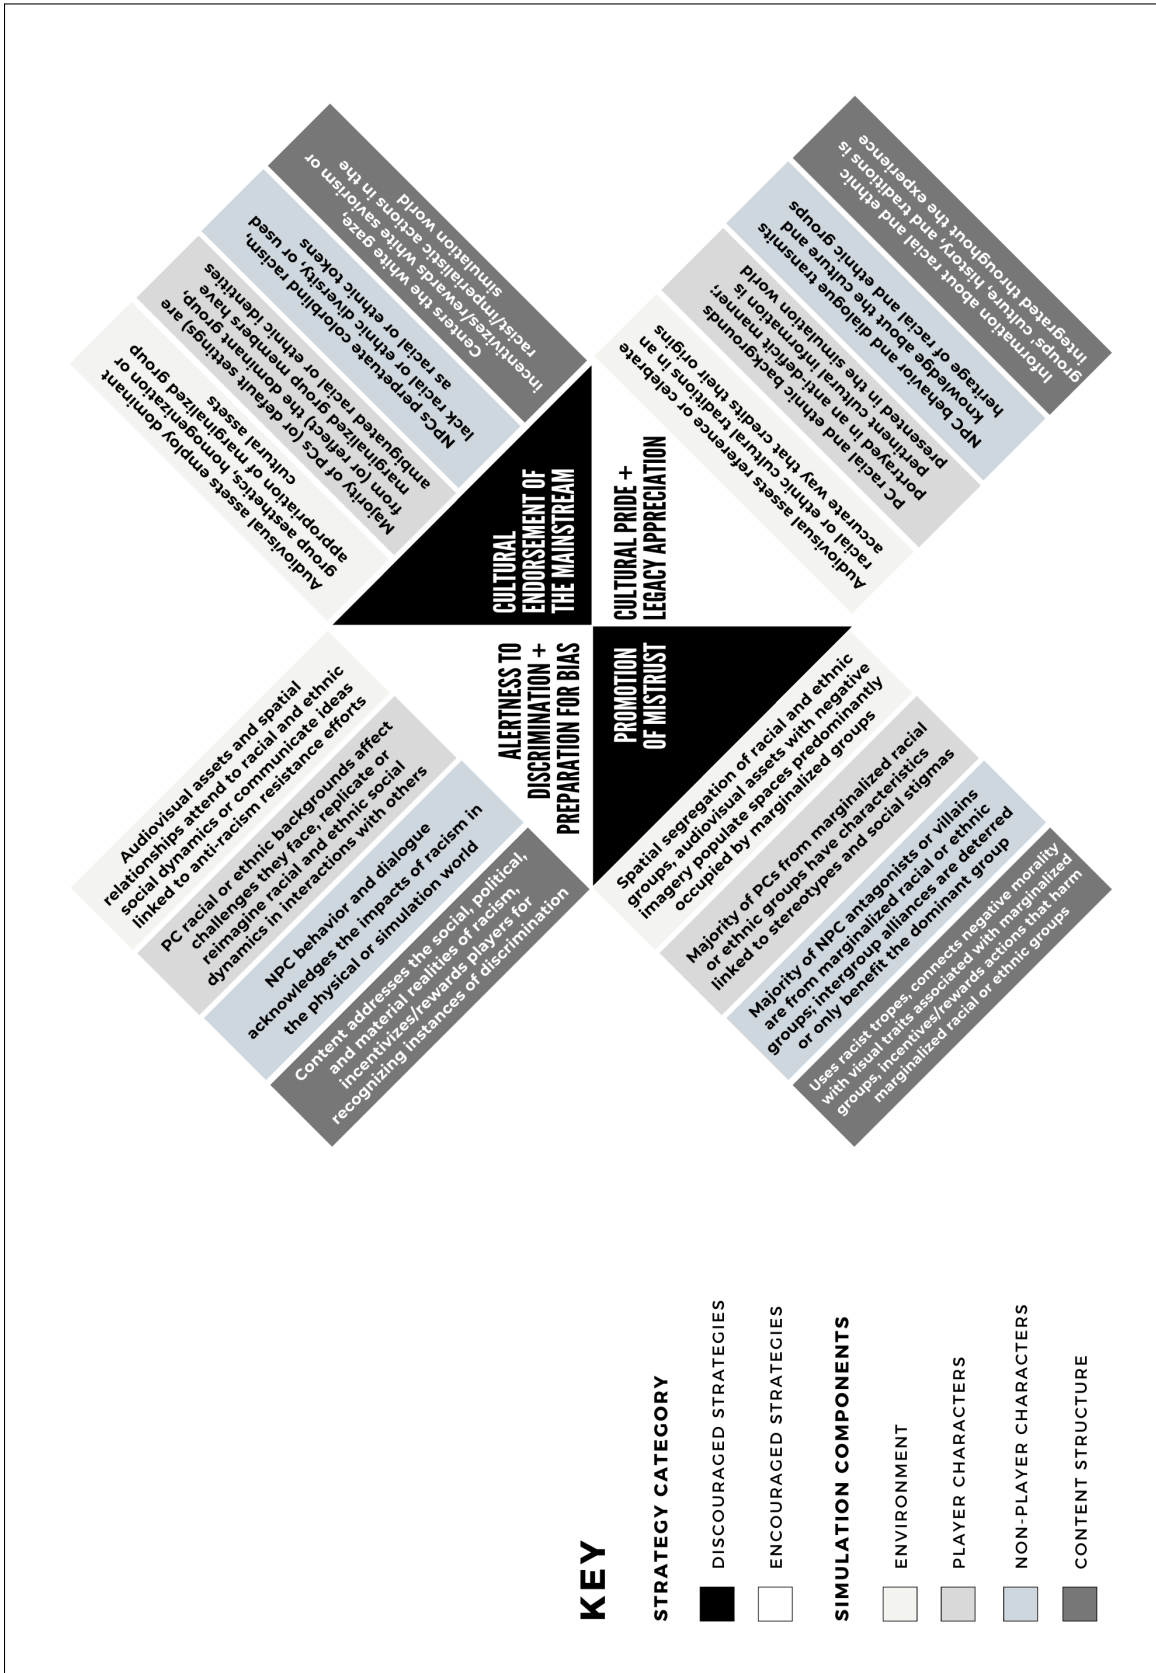 KEY
STRATEGY CATEGORY
DISCOURAGED STRATEGIES
ENCOURAGED STRATEGIES
SIMULATION COMPONENTS
ENVIRONMENT
PLAYER CHARACTERS
NON-PLAYER CHARACTERS
CONTENT STRUCTURE
ALERTNESS TO
DISCRIMINATION +
PREPARATION FOR BIAS
Audiovisual assets and spatial
relationships attend to racial and ethnic
social dynamics or communicate ideas
linked to anti-racism resistance efforts
PC racial or ethnic backgrounds affect
challenges they face, replicate or
reimagine racial and ethnic social
dynamics in interactions with others
NPC behavior and dialogue
acknowledges the impacts of racism in
the physical or simulation world
Content addresses the social, political,
and material realities of racism,
incentivizes/rewards players for
recognizing instances of discrimination
CULTURAL
ENDORSEMENT OF
THE MAINSTREAM
Audiovisual assets employ dominant
group aesthetics, homogenization or
appropriation of marginalized group
cultural assets
Majority of PCs (or default settings) are
from (or reflect) the dominant group,
marginalized group members have
ambiguated racial or ethnic identities
NPCs perpetuate colorblind racism,
lack racial or ethnic diversity, or used
as racial or ethnic tokens
Centers the white gaze,
incentivizes/rewards white saviorism or
racist/imperialistic actions in the
simulation world
PROMOTION
OF MISTRUST
Spatial segregation of racial and ethnic
groups, audiovisual assets with negative
imagery populate spaces predominantly
occupied by marginalized groups
Majority of PCs from marginalized racial
or ethnic groups have characteristics
linked to stereotypes and social stigmas
Majority of NPC antagonists or villains
are from marginalized racial or ethnic
groups; intergroup alliances are deterred
or only benefit the dominant group
Uses racist tropes, connects negative morality
with visual traits associated with marginalized
groups, incentives/rewards actions that harm
marginalized racial or ethnic groups
CULTURAL PRIDE +
LEGACY APPRECIATION
Audiovisual assets reference or celebrate
racial or ethnic cultural traditions in an
accurate way that credits their origins
PC racial and ethnic backgrounds
portrayed in an anti-deficit manner;
pertinent cultural information is
presented in the simulation world
NPC behavior and dialogue transmits
knowledge about the culture and
heritage of racial and ethnic groups
Information about racial and ethnic
groups' culture, history, and traditions is
integrated throughout the experience